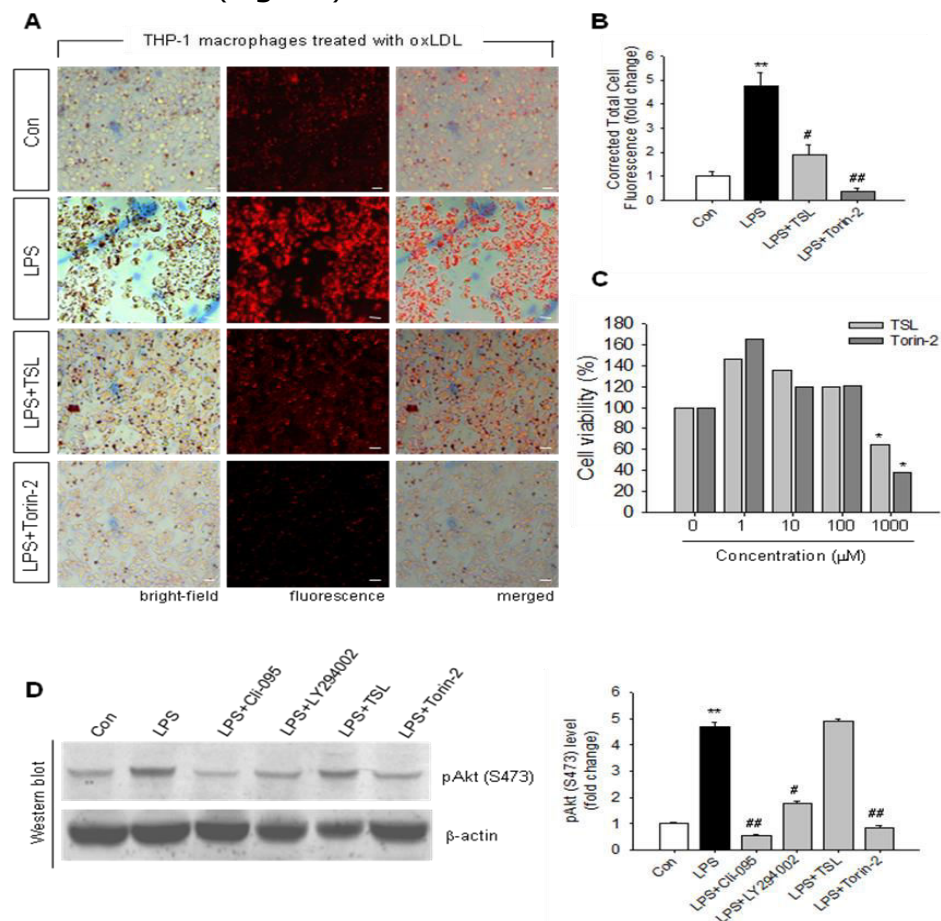 A
THP-1 macrophages treated with oxLDL
Con
LPS
LPS+TSL
LPS+Torin-2
bright-field
fluorescence
merged
B
Corrected Total Cell
Fluorescence (fold change)
6
5
4
3
2
1
0
**
#
##
Con
LPS
LPS+TSL
LPS+Torin-2
C
Cell viability (%)
180
160
140
120
100
80
60
40
20
0
TSL
Torin-2
*
*
0 1 10 100 1000
Concentration (µM)
D
Western blot
Con
LPS
LPS+Cli-095
LPS+LY294002
LPS+TSL
LPS+Torin-2
pAkt (S473)
β-actin
pAkt (S473) level
(fold change)
6
5
4
3
2
1
0
**
##
#
##
Con
LPS
LPS+Cli-095
LPS+LY294002
LPS+TSL
LPS+Torin-2